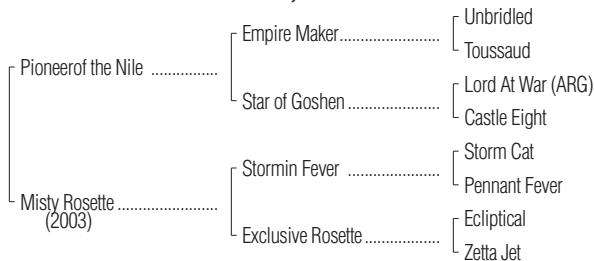 Unbridled
Empire Maker
Toussaud
Pioneerof the Nile
Lord At War (ARG)
Star of Goshen
Castle Eight
Storm Cat
Stormin Fever
Pennant Fever
Misty Rosette
(2003)
Ecliptical
Exclusive Rosette
Zetta Jet